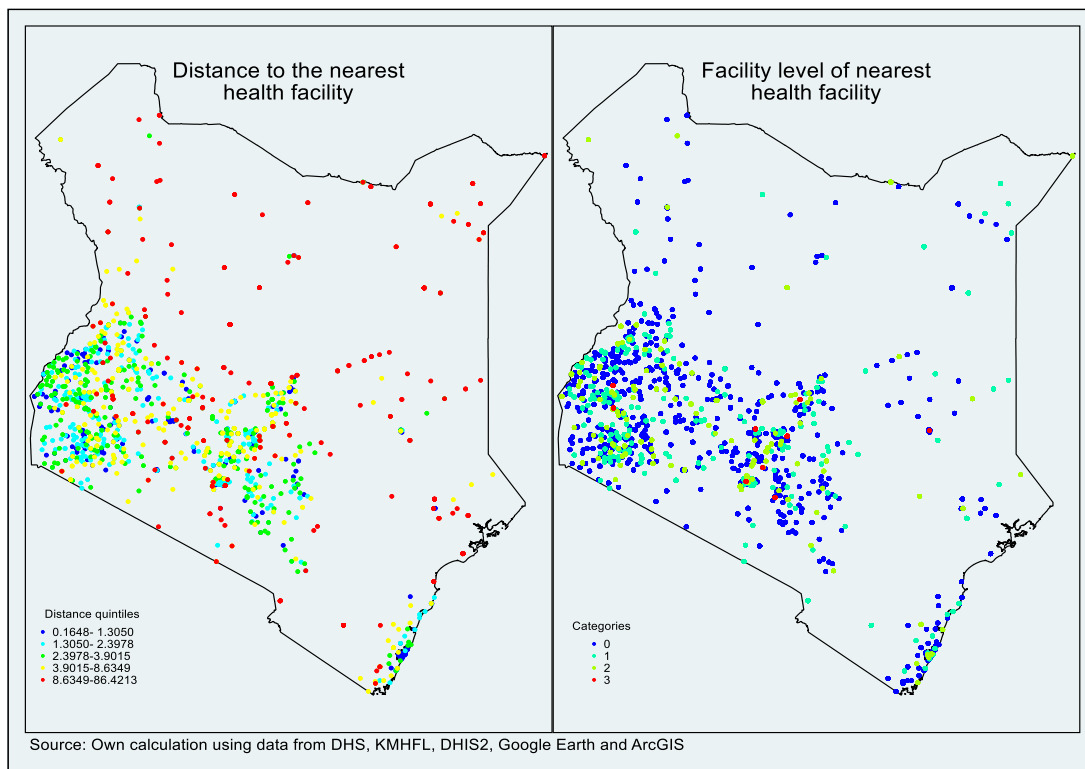 Distance to the nearest
health facility
Distance quintiles
0.1648- 1.3050
1.3050- 2.3978
2.3978-3.9015
3.9015-8.6349
8.6349-86.4213
Facility level of nearest
health facility
Categories
0
1
2
3
Source: Own calculation using data from DHS, KMHFL, DHIS2, Google Earth and ArcGIS